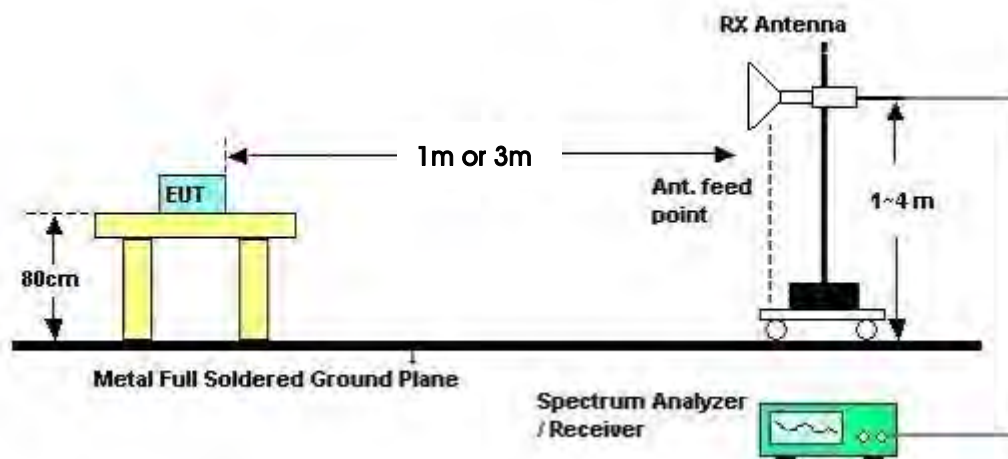 RX Antenna
1m or 3m
EUT
Ant. feed
point
1~4 m
80cm
Metal Full Soldered Ground Plane
Spectrum Analyzer
/ Receiver